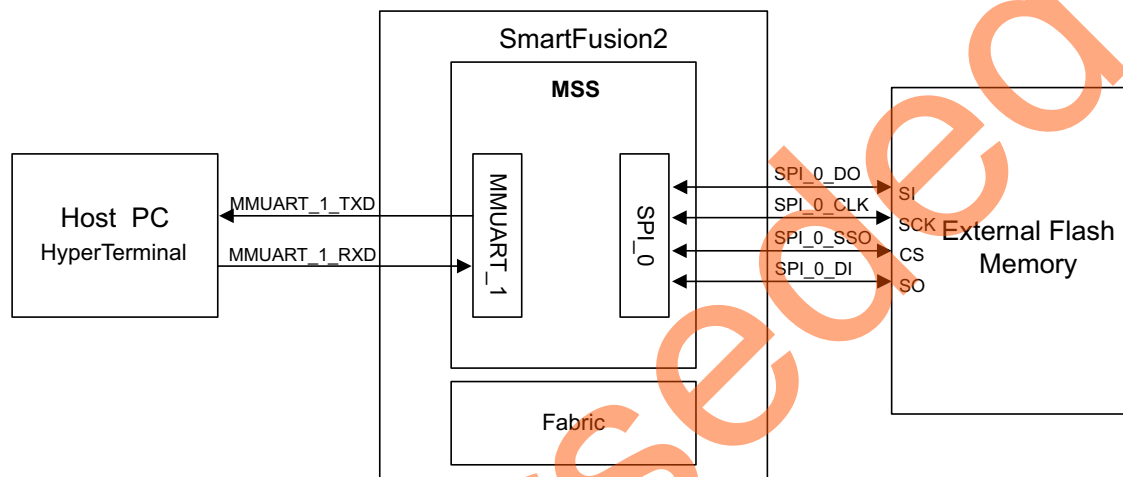 SmartFusion2
MSS
Host PC
HyperTerminal
MMUART_1_TXD
MMUART_1_RXD
MMUART_1
SPI_0
SPI_0_DO
SPI_0_CLK
SPI_0_SSO
SPI_0_DI
SI
SCK
CS
SO
External Flash
Memory
Fabric